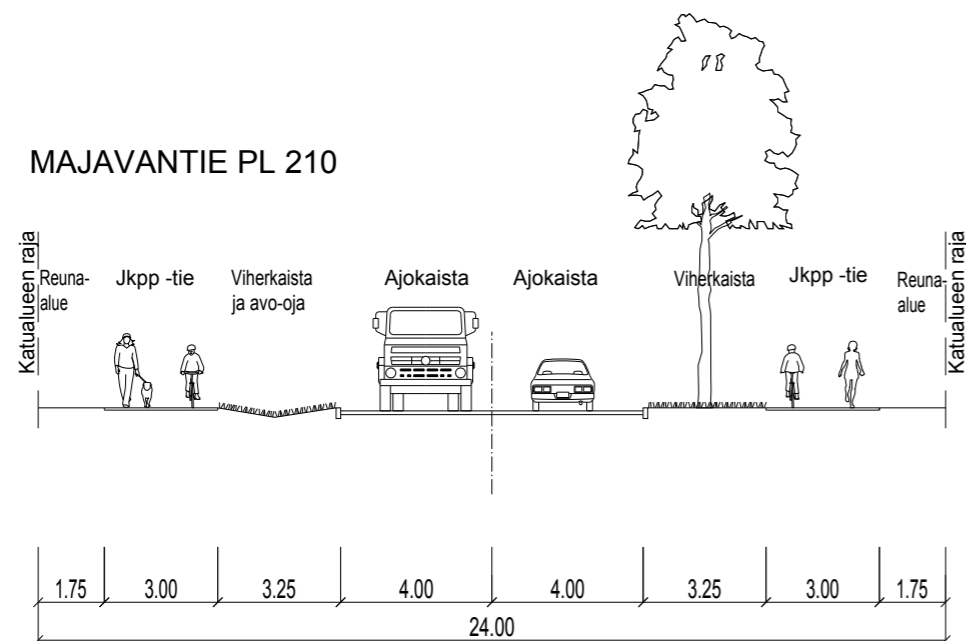 MAJAVANTIE PL 210
Katualueen raja
Reuna-
alue
Jkpp -tie
Viherkaista
ja avo-oja
Ajokaista
Ajokaista
Viherkaista
Jkpp -tie
Reuna-
alue
Katualueen raja
1.75
3.00
3.25
4.00
4.00
3.25
3.00
1.75
24.00